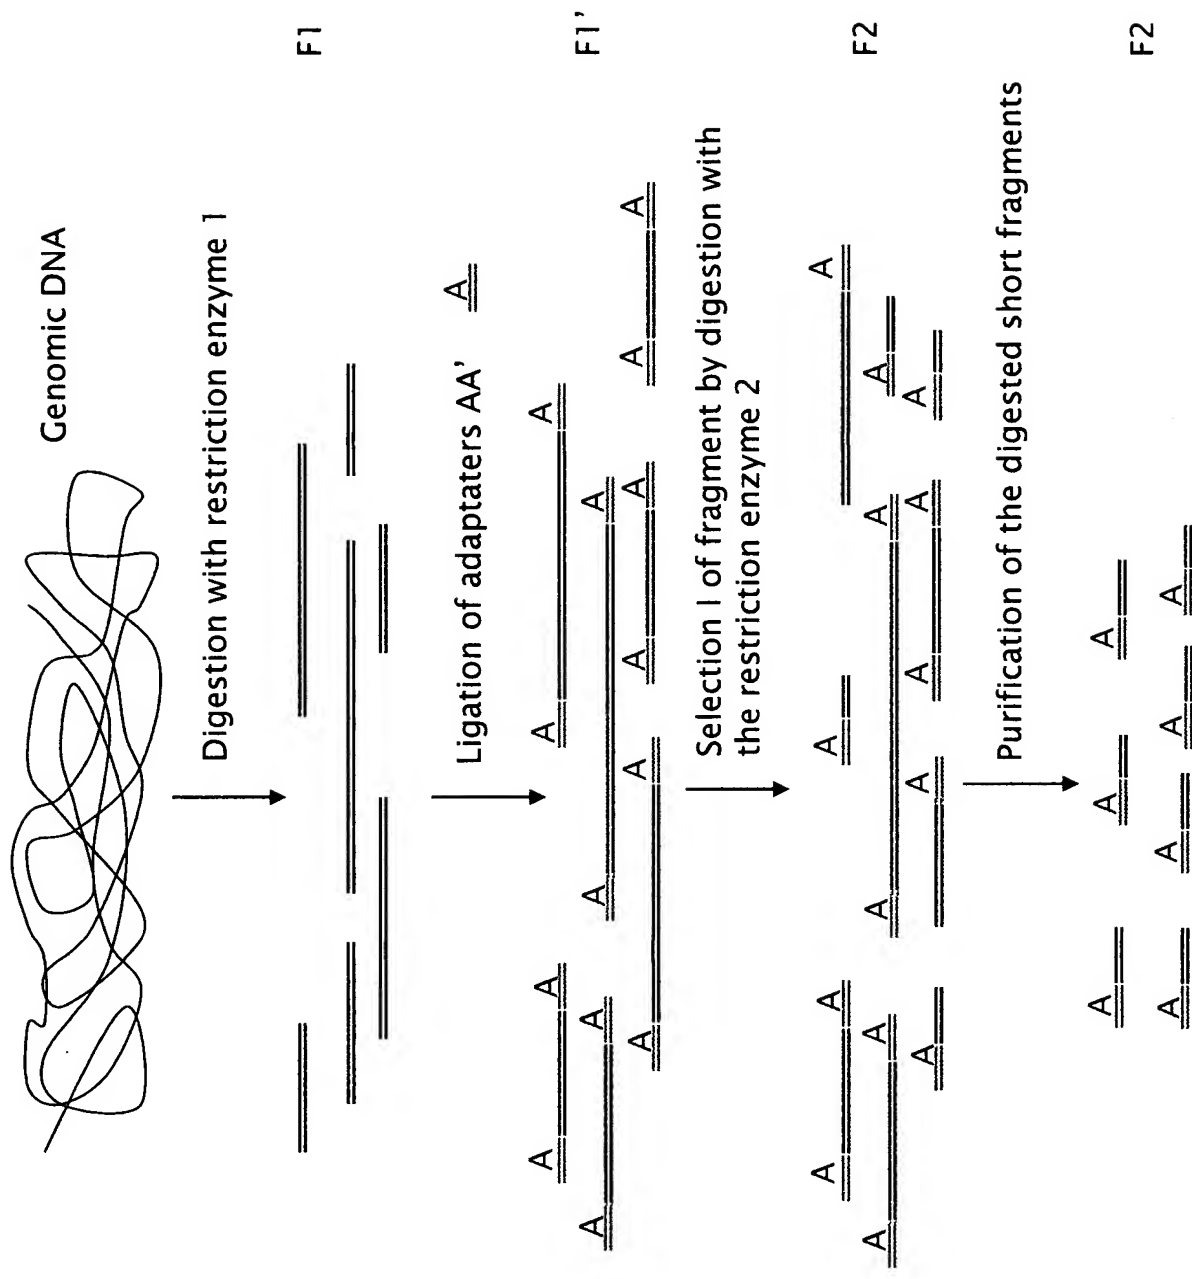 Genomic DNA
Digestion with restriction enzyme 1
F1
Ligation of adaptaters AA' A
A A A A
A A A A F1'
A A A A A A
Selection I of fragment by digestion with
the restriction enzyme 2
A A A A
A A A A A F2
A A A A A
Purification of the digested short fragments
A A A F2
A A A A